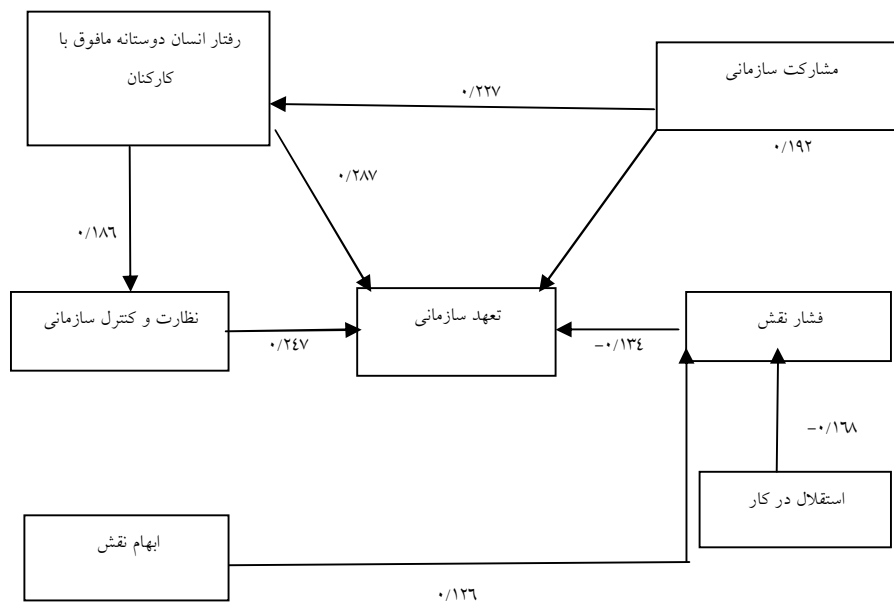 رفتار انسان دوستانه مافوق با
کارکنان
مشارکت سازمانی
۰/۲۲۷
۰/۱۹۲
۰/۲۸۷
۰/۱۸٦
نظارت و کنترل سازمانی
تعهد سازمانی
فشار نقش
۰/۲٤۷
−۰/۱۳٤
−۰/۱٦۸
استقلال در کار
ابهام نقش
۰/۱۲٦